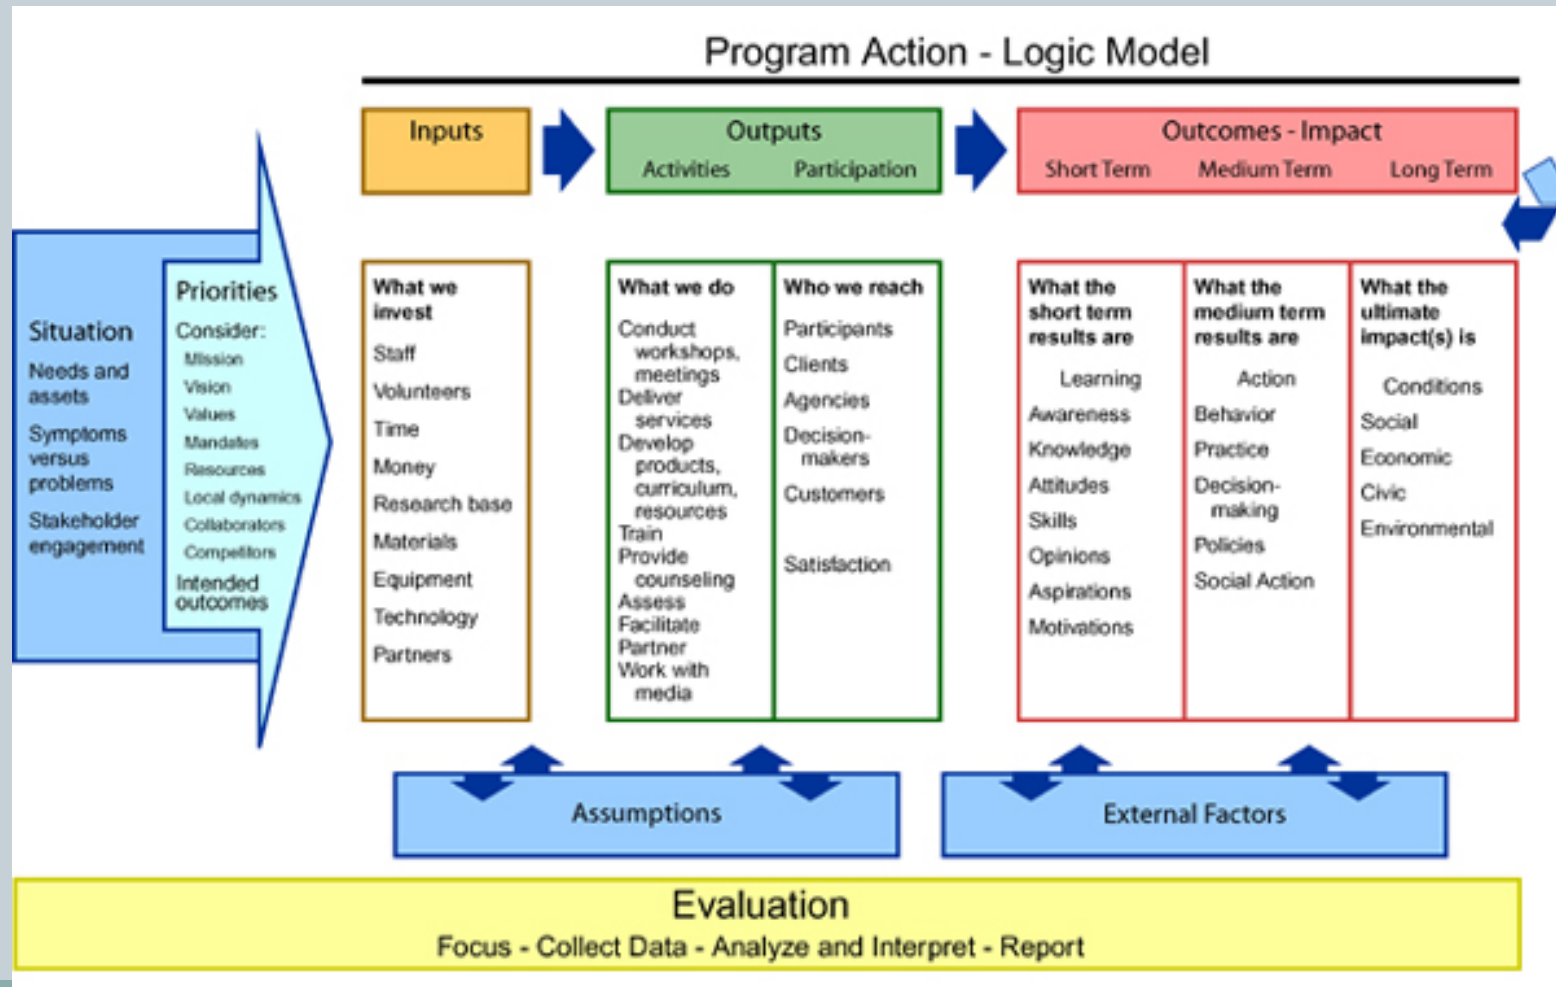 Program Action - Logic Model
Inputs
Outputs
Activities Participation
Outcomes - Impact
Short Term Medium Term Long Term
Situation
Needs and
assets
Symptoms
versus
problems
Stakeholder
engagement
Priorities
Consider:
Mission
Vision
Values
Mandates
Resources
Local dynamics
Collaborators
Competitors
Intended
outcomes
What we
invest
Staff
Volunteers
Time
Money
Research base
Materials
Equipment
Technology
Partners
What we do
Conduct
workshops,
meetings
Deliver
services
Develop
products,
curriculum,
resources
Train
Provide
counseling
Assess
Facilitate
Partner
Work with
media
Who we reach
Participants
Clients
Agencies
Decision-
makers
Customers
Satisfaction
What the
short term
results are
Learning
Awareness
Knowledge
Attitudes
Skills
Opinions
Aspirations
Motivations
What the
medium term
results are
Action
Behavior
Practice
Decision-
making
Policies
Social Action
What the
ultimate
impact(s) is
Conditions
Social
Economic
Civic
Environmental
Assumptions
External Factors
Evaluation
Focus - Collect Data - Analyze and Interpret - Report